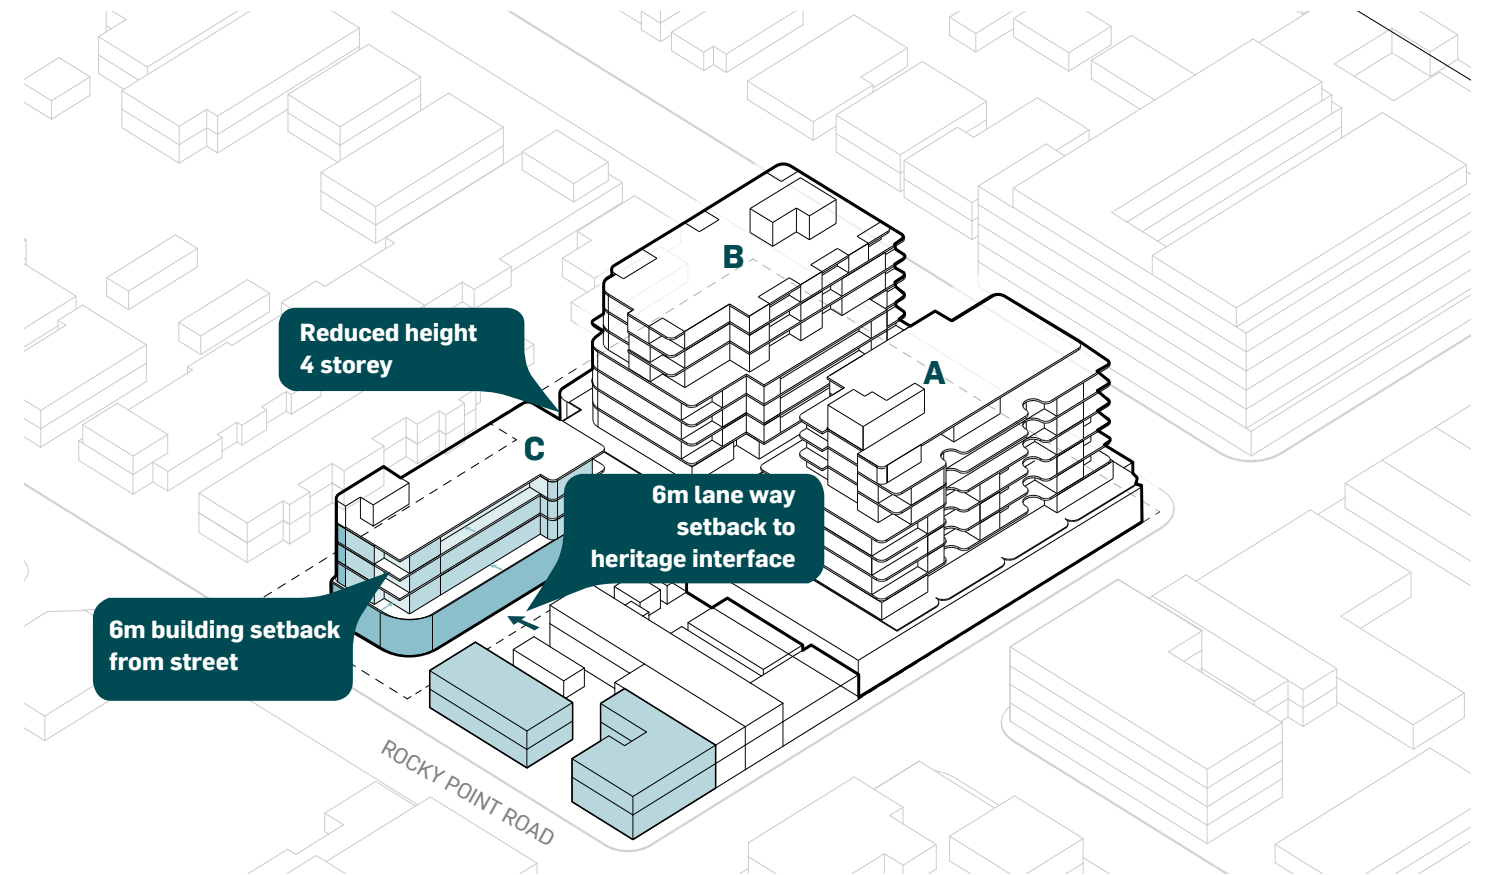 B
A
Reduced height
4 storey
C
6m lane way
setback to
heritage interface
6m building setback
from street
ROCKY POINT ROAD